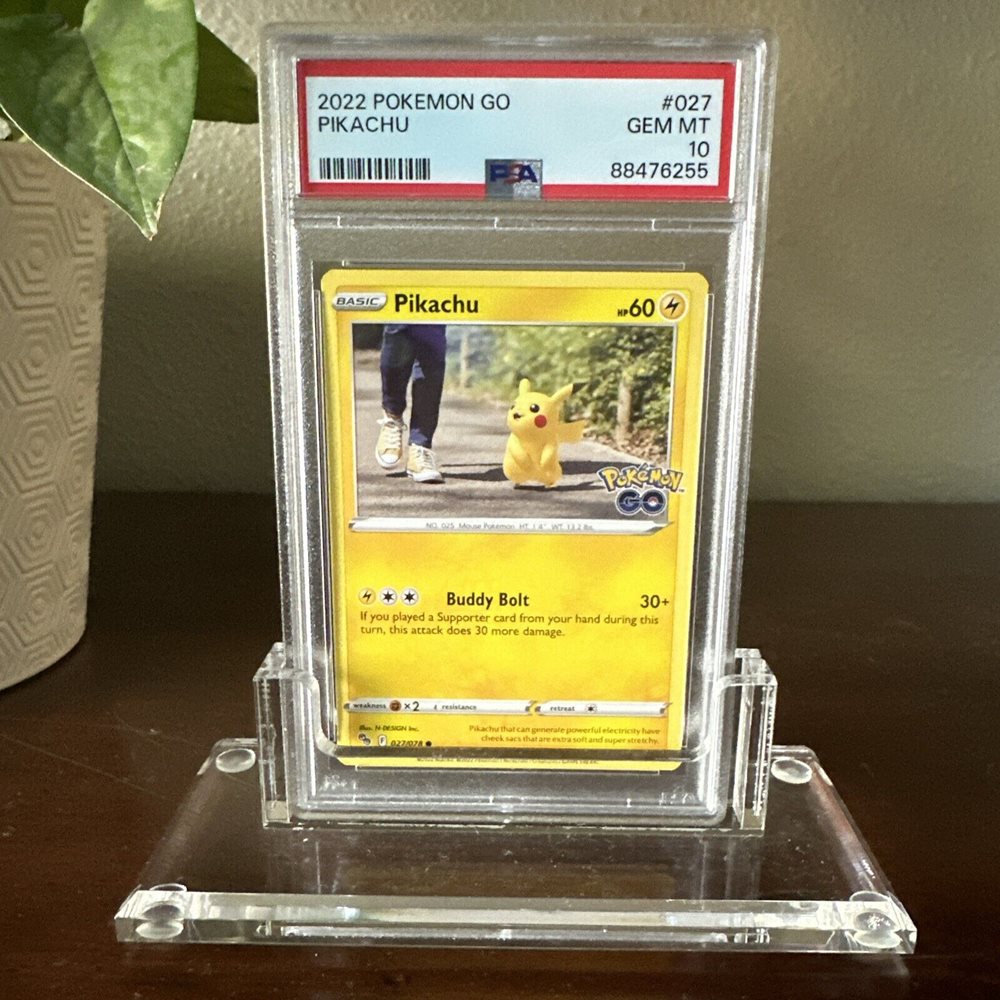 2022 POKEMON GO #027
PIKACHU GEM MT
10
PSA 88476255
BASIC Pikachu HP60
POKÉMON
GO
NO. 025 Mouse Pokémon HT: 1'4" WT: 13.2 lbs.
Buddy Bolt 30+
If you played a Supporter card from your hand during this
turn, this attack does 30 more damage.
weakness ×2 resistance retreat
Illus. N-DESIGN Inc. Pikachu that can generate powerful electricity have
F 027/078 cheek sacs that are extra soft and super stretchy.